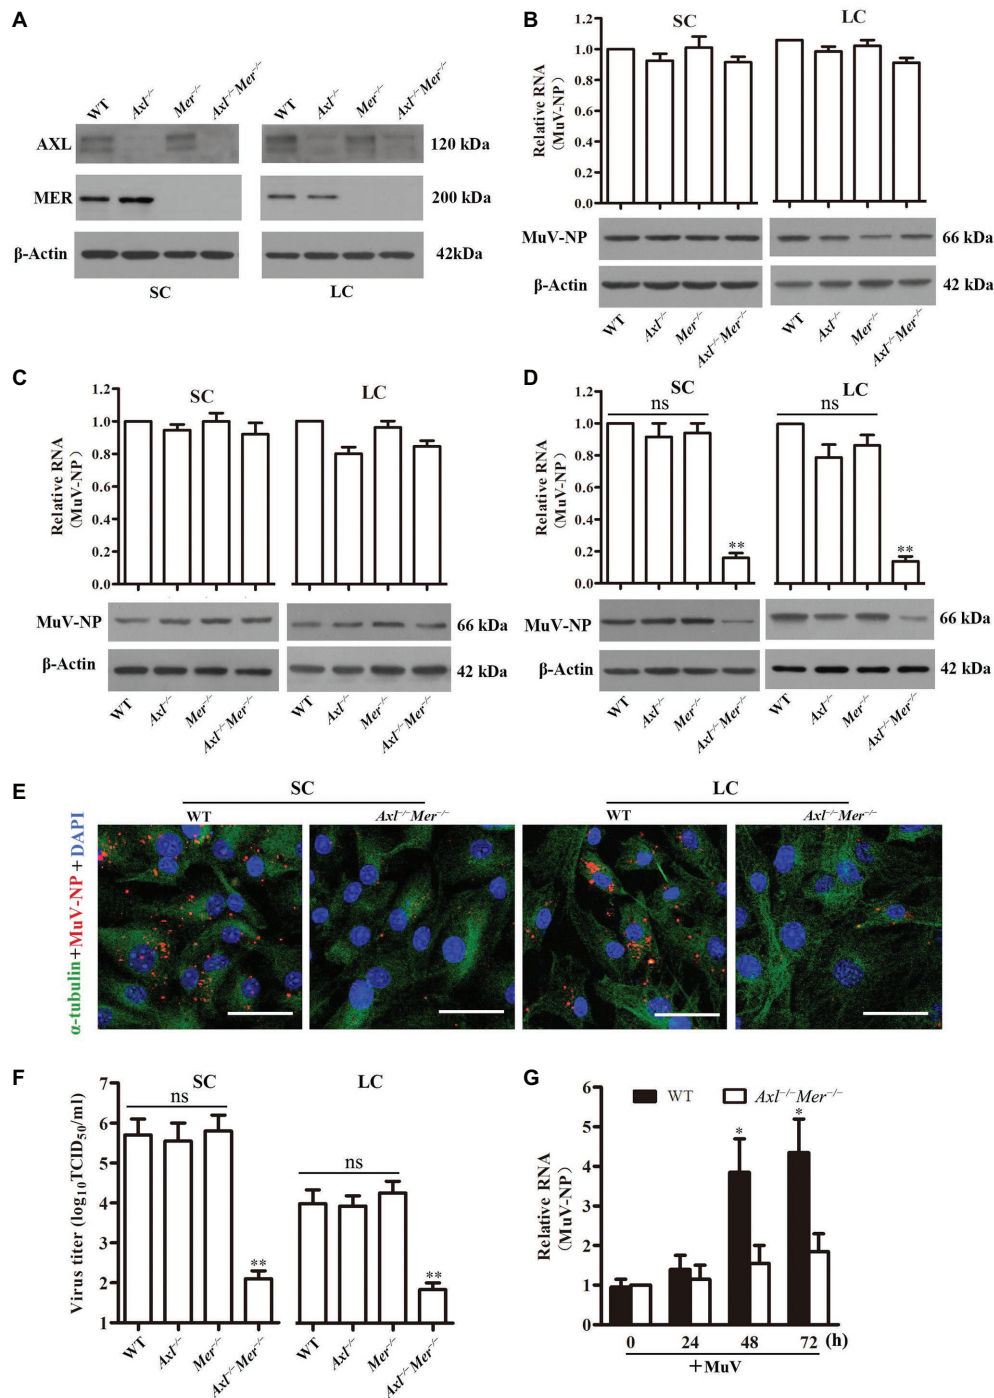 A
WT
Axl⁻/⁻
Mer⁻/⁻
Axl⁻/⁻Mer⁻/⁻
WT
Axl⁻/⁻
Mer⁻/⁻
Axl⁻/⁻Mer⁻/⁻
AXL
120 kDa
MER
200 kDa
β-Actin
42kDa
SC
LC
B
SC
LC
Relative RNA
(MuV-NP)
1.0
0.8
0.6
0.4
0.2
0.0
MuV-NP
66 kDa
β-Actin
42 kDa
WT
Axl⁻/⁻
Mer⁻/⁻
Axl⁻/⁻Mer⁻/⁻
WT
Axl⁻/⁻
Mer⁻/⁻
Axl⁻/⁻Mer⁻/⁻
C
SC
LC
Relative RNA
(MuV-NP)
1.2
1.0
0.8
0.6
0.4
0.2
0.0
MuV-NP
66 kDa
β-Actin
42 kDa
WT
Axl⁻/⁻
Mer⁻/⁻
Axl⁻/⁻Mer⁻/⁻
WT
Axl⁻/⁻
Mer⁻/⁻
Axl⁻/⁻Mer⁻/⁻
D
SC
LC
ns
ns
Relative RNA
(MuV-NP)
1.2
1.0
0.8
0.6
0.4
0.2
0.0
**
**
MuV-NP
66 kDa
β-Actin
42 kDa
WT
Axl⁻/⁻
Mer⁻/⁻
Axl⁻/⁻Mer⁻/⁻
WT
Axl⁻/⁻
Mer⁻/⁻
Axl⁻/⁻Mer⁻/⁻
E
SC
LC
WT
Axl⁻/⁻Mer⁻/⁻
WT
Axl⁻/⁻Mer⁻/⁻
α-tubulin+MuV-NP+DAPI
F
SC
LC
ns
ns
Virus titer (log₁₀TCID₅₀/ml)
7
6
5
4
3
2
1
**
**
WT
Axl⁻/⁻
Mer⁻/⁻
Axl⁻/⁻Mer⁻/⁻
WT
Axl⁻/⁻
Mer⁻/⁻
Axl⁻/⁻Mer⁻/⁻
G
WT
Axl⁻/⁻Mer⁻/⁻
Relative RNA
(MuV-NP)
6
5
4
3
2
1
0
*
*
0 24 48 72 (h)
+MuV